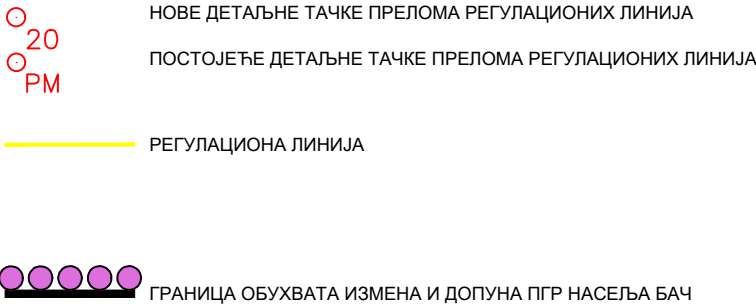 НОВЕ ДЕТАЉНЕ ТАЧКЕ ПРЕЛОМА РЕГУЛАЦИОНИХ ЛИНИЈА
20
ПОСТОЈЕЋЕ ДЕТАЉНЕ ТАЧКЕ ПРЕЛОМА РЕГУЛАЦИОНИХ ЛИНИЈА
РМ
РЕГУЛАЦИОНА ЛИНИЈА
ГРАНИЦА ОБУХВАТА ИЗМЕНА И ДОПУНА ПГР НАСЕЉА БАЧ